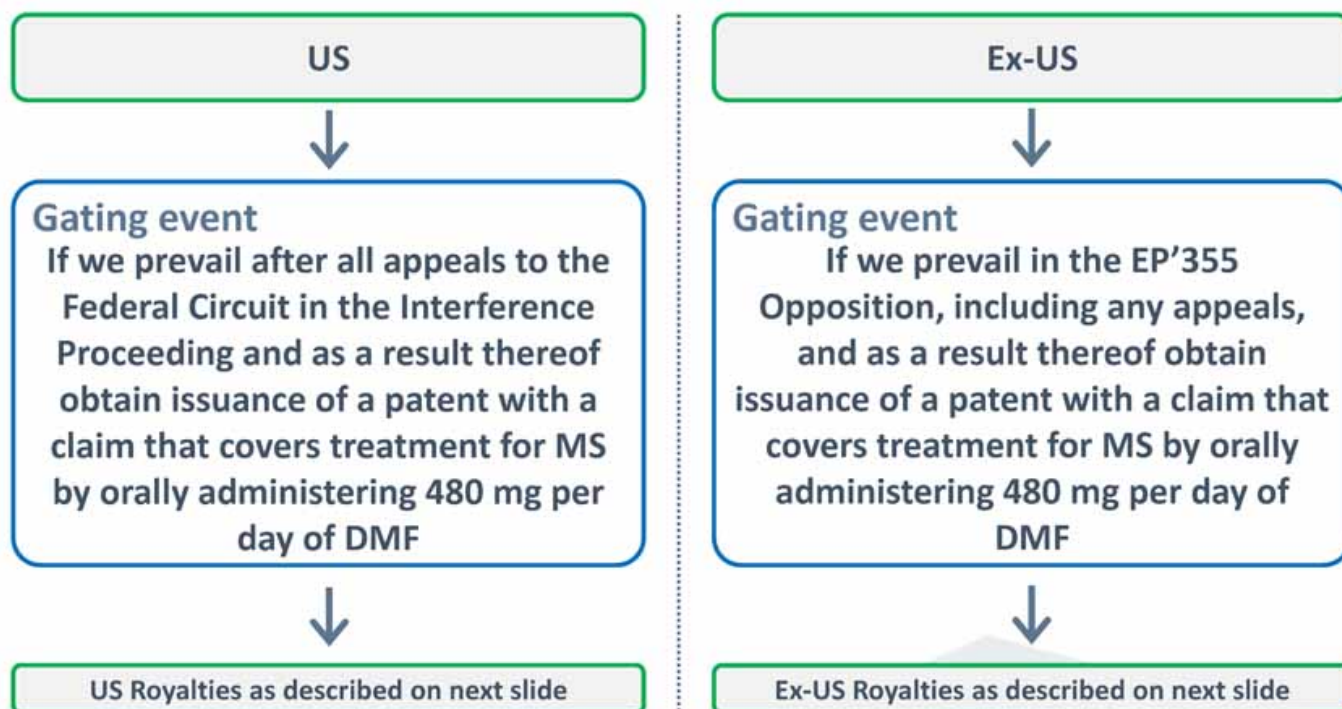 US
Gating event
If we prevail after all appeals to the
Federal Circuit in the Interference
Proceeding and as a result thereof
obtain issuance of a patent with a
claim that covers treatment for MS
by orally administering 480 mg per
day of DMF
US Royalties as described on next slide
Ex-US
Gating event
If we prevail in the EP’355
Opposition, including any appeals,
and as a result thereof obtain
issuance of a patent with a claim that
covers treatment for MS by orally
administering 480 mg per day of
DMF
Ex-US Royalties as described on next slide